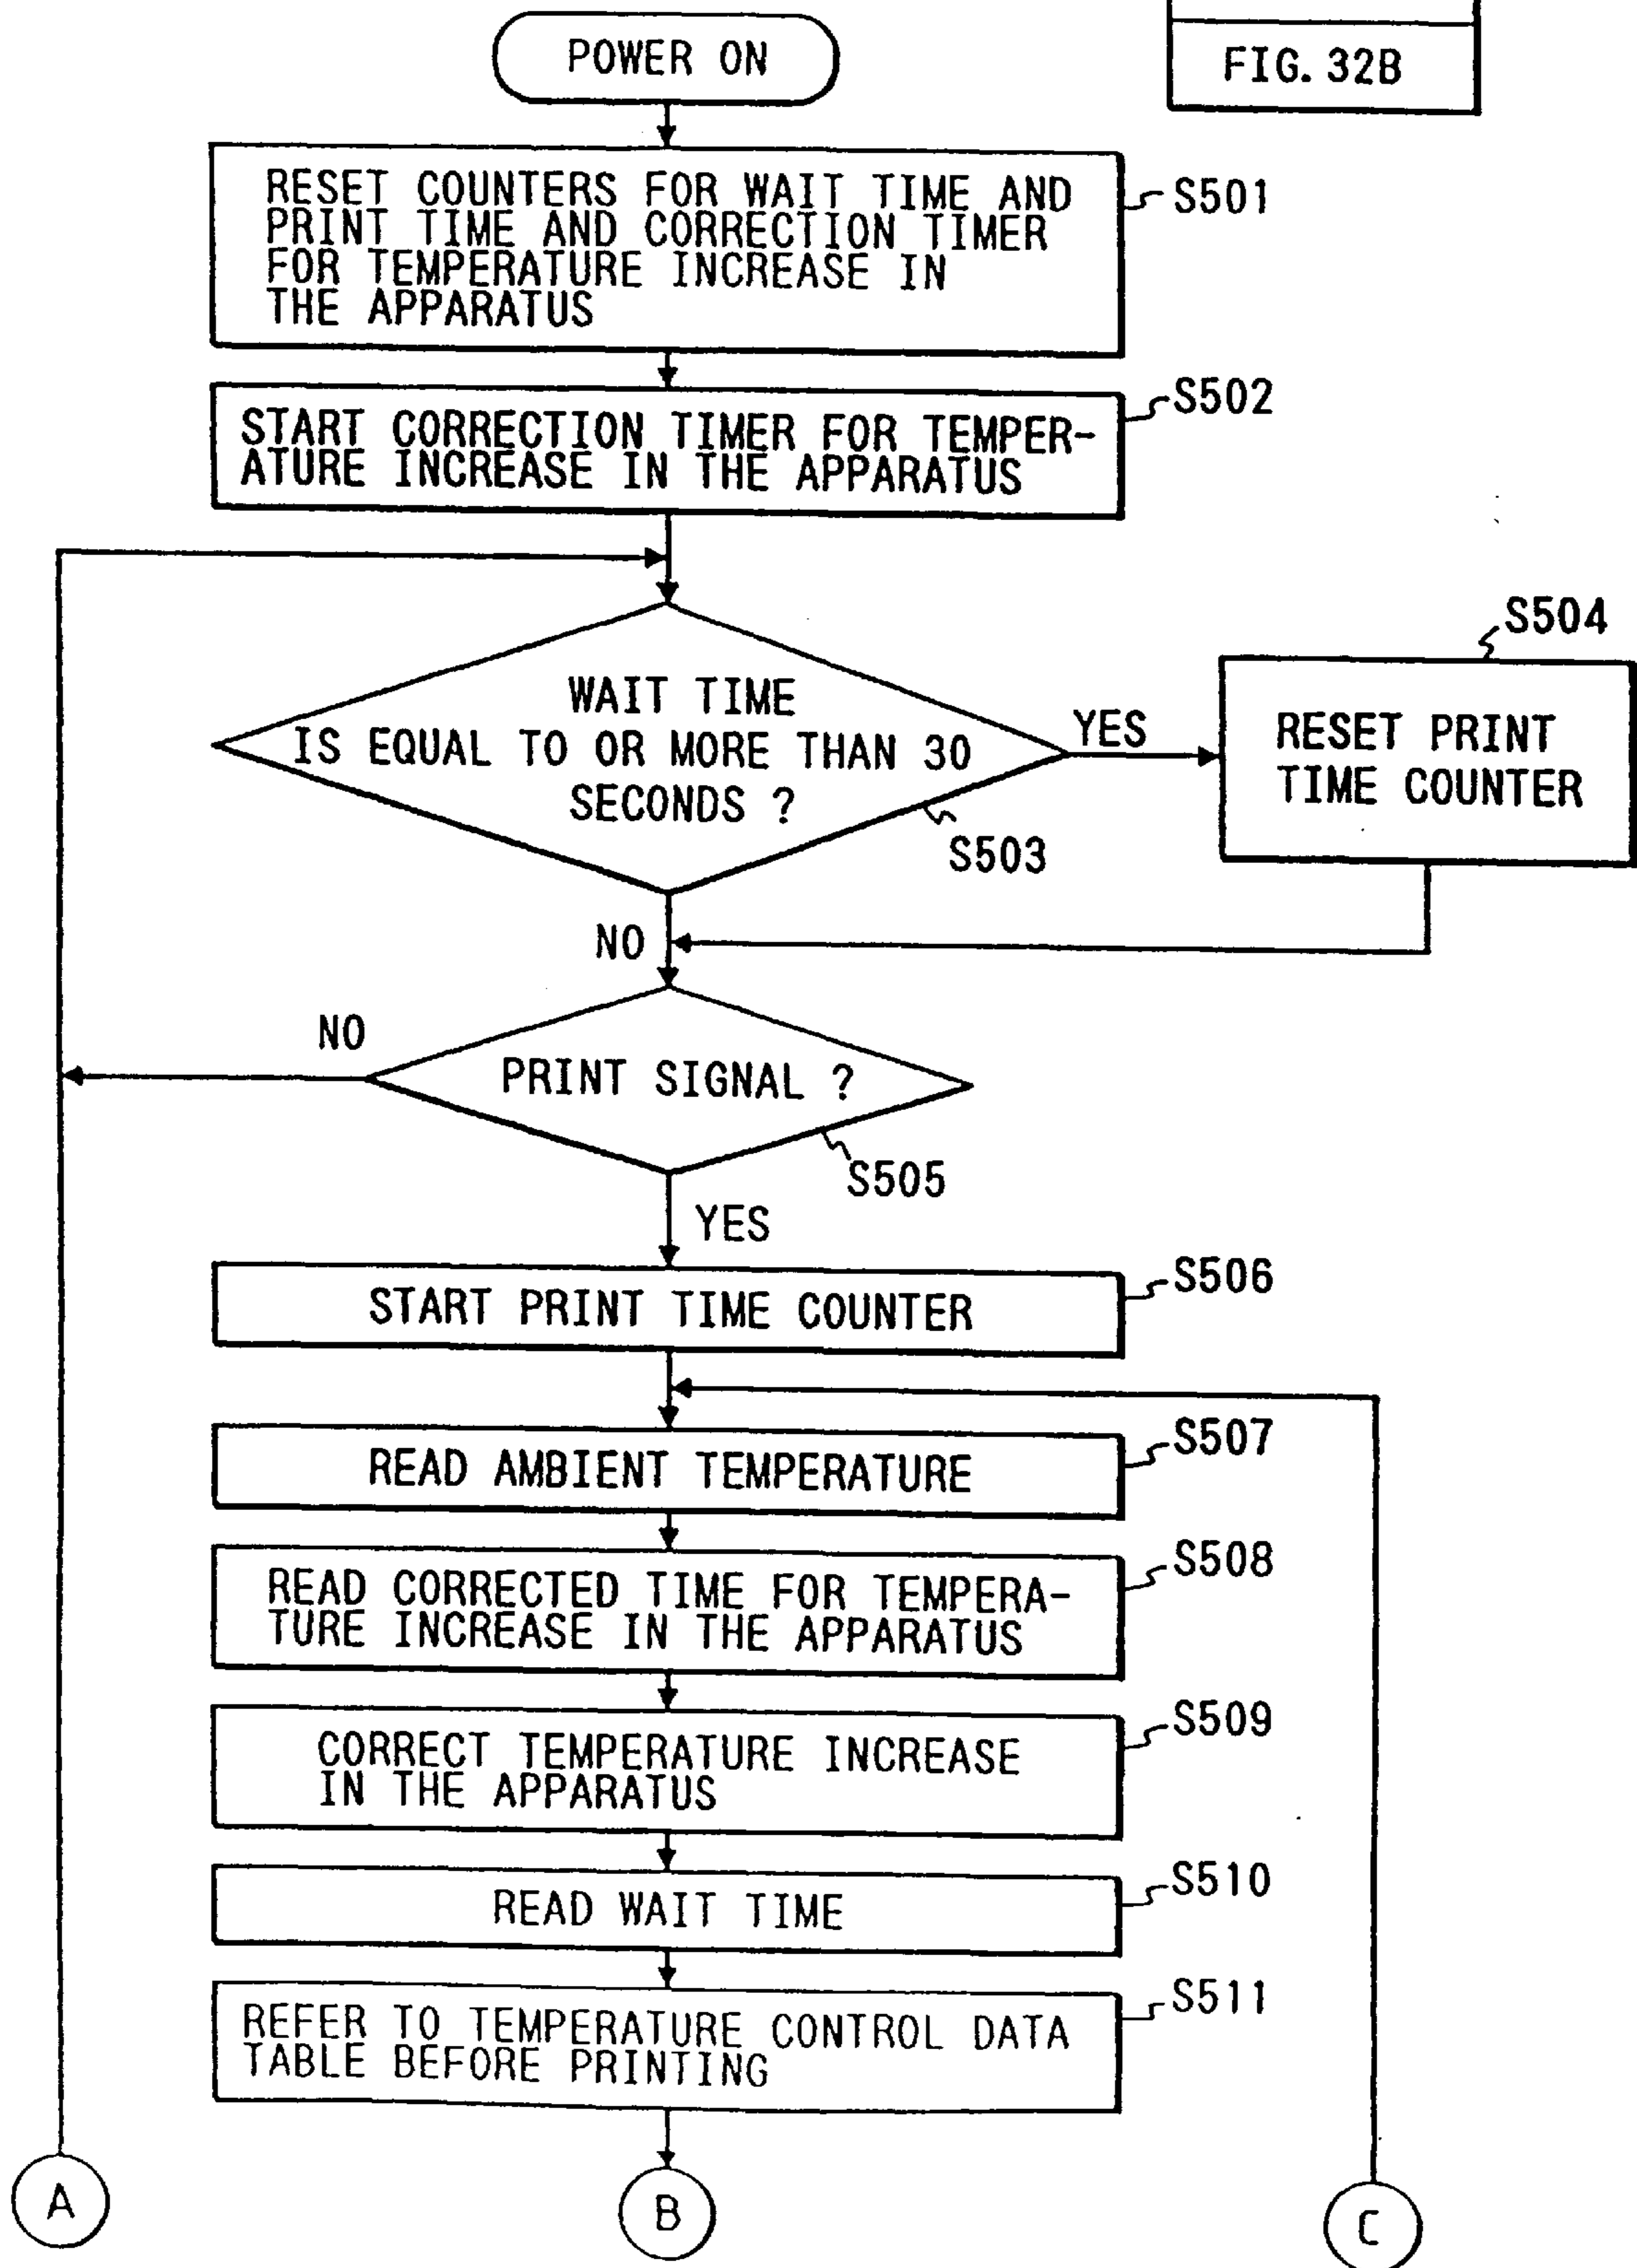 FIG. 32B
POWER ON
RESET COUNTERS FOR WAIT TIME AND
PRINT TIME AND CORRECTION TIMER
FOR TEMPERATURE INCREASE IN
THE APPARATUS
S501
START CORRECTION TIMER FOR TEMPER-
ATURE INCREASE IN THE APPARATUS
S502
WAIT TIME
IS EQUAL TO OR MORE THAN 30
SECONDS ?
S503
YES
S504
RESET PRINT
TIME COUNTER
NO
PRINT SIGNAL ?
S505
NO
YES
START PRINT TIME COUNTER
S506
READ AMBIENT TEMPERATURE
S507
READ CORRECTED TIME FOR TEMPERA-
TURE INCREASE IN THE APPARATUS
S508
CORRECT TEMPERATURE INCREASE
IN THE APPARATUS
S509
READ WAIT TIME
S510
REFER TO TEMPERATURE CONTROL DATA
TABLE BEFORE PRINTING
S511
A
B
C